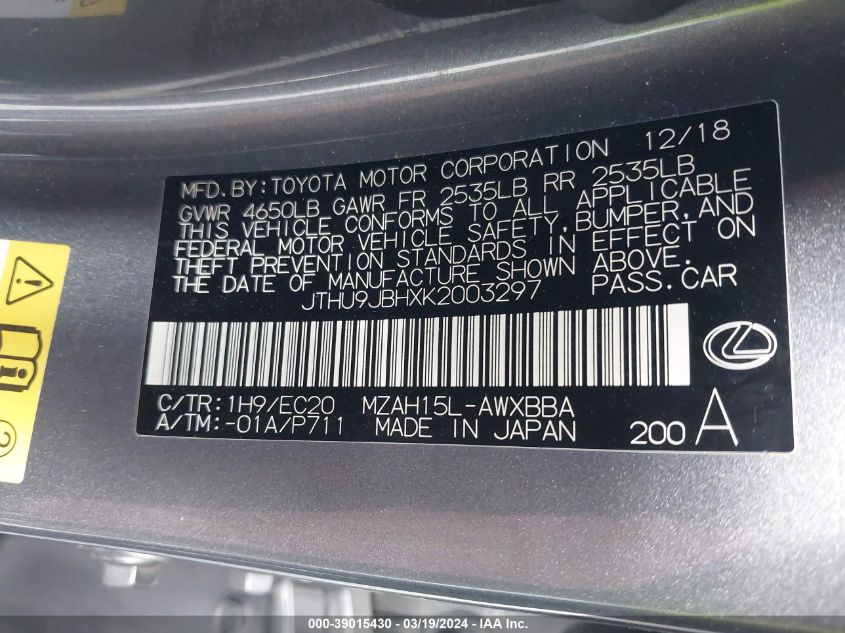 MFD. BY: TOYOTA MOTOR CORPORATION 12/18
GVWR 4650LB GAWR FR 2535LB RR 2535LB
THIS VEHICLE CONFORMS TO ALL APPLICABLE
FEDERAL MOTOR VEHICLE SAFETY, BUMPER, AND
THEFT PREVENTION STANDARDS IN EFFECT ON
THE DATE OF MANUFACTURE SHOWN ABOVE.
JTHU9JBHXK2003297 PASS. CAR
C/TR: 1H9/EC20 MZAH15L-AWXBBA
A/TM: -01A/P711 MADE IN JAPAN 200 A
2
000-39015430 - 03/19/2024 - IAA Inc.